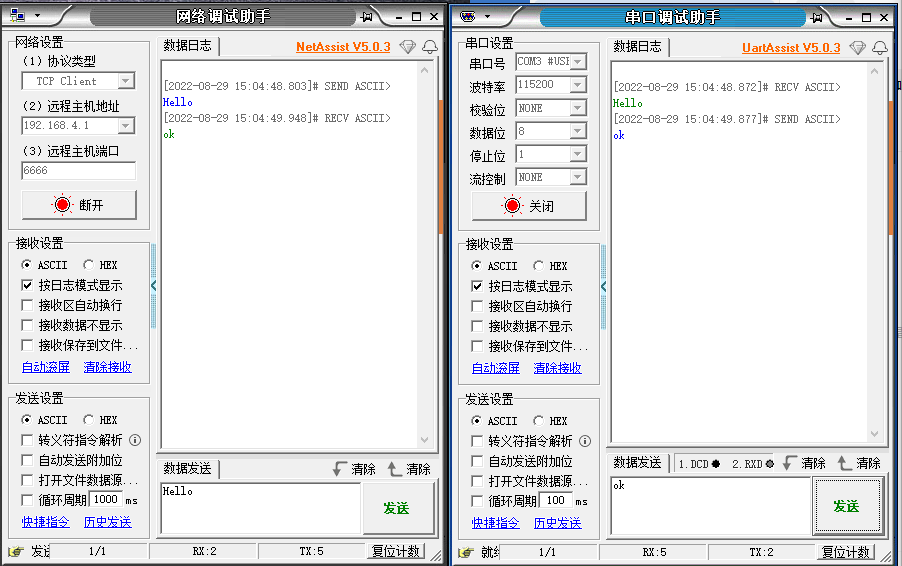 网络调试助手
网络设置
(1) 协议类型
TCP Client
(2) 远程主机地址
192.168.4.1
(3) 远程主机端口
6666
断开
接收设置
ASCII HEX
按日志模式显示
接收区自动换行
接收数据不显示
接收保存到文件...
自动滚屏 清除接收
发送设置
ASCII HEX
转义符指令解析
自动发送附加位
打开文件数据源...
循环周期 1000 ms
快捷指令 历史发送
数据日志 NetAssist V5.0.3
[2022-08-29 15:04:48.803]# SEND ASCII>
Hello
[2022-08-29 15:04:49.948]# RECV ASCII>
ok
数据发送 清除 清除
Hello
发送
1/1 RX:2 TX:5 复位计数
串口调试助手
串口设置
串口号 COM3 #USI
波特率 115200
校验位 NONE
数据位 8
停止位 1
流控制 NONE
关闭
接收设置
ASCII HEX
按日志模式显示
接收区自动换行
接收数据不显示
接收保存到文件...
自动滚屏 清除接收
发送设置
ASCII HEX
转义符指令解析
自动发送附加位
打开文件数据源...
循环周期 100 ms
快捷指令 历史发送
数据日志 UartAssist V5.0.3
[2022-08-29 15:04:48.872]# RECV ASCII>
Hello
[2022-08-29 15:04:49.877]# SEND ASCII>
ok
数据发送 1.DCD 2.RXD 清除 清除
ok
发送
1/1 RX:5 TX:2 复位计数